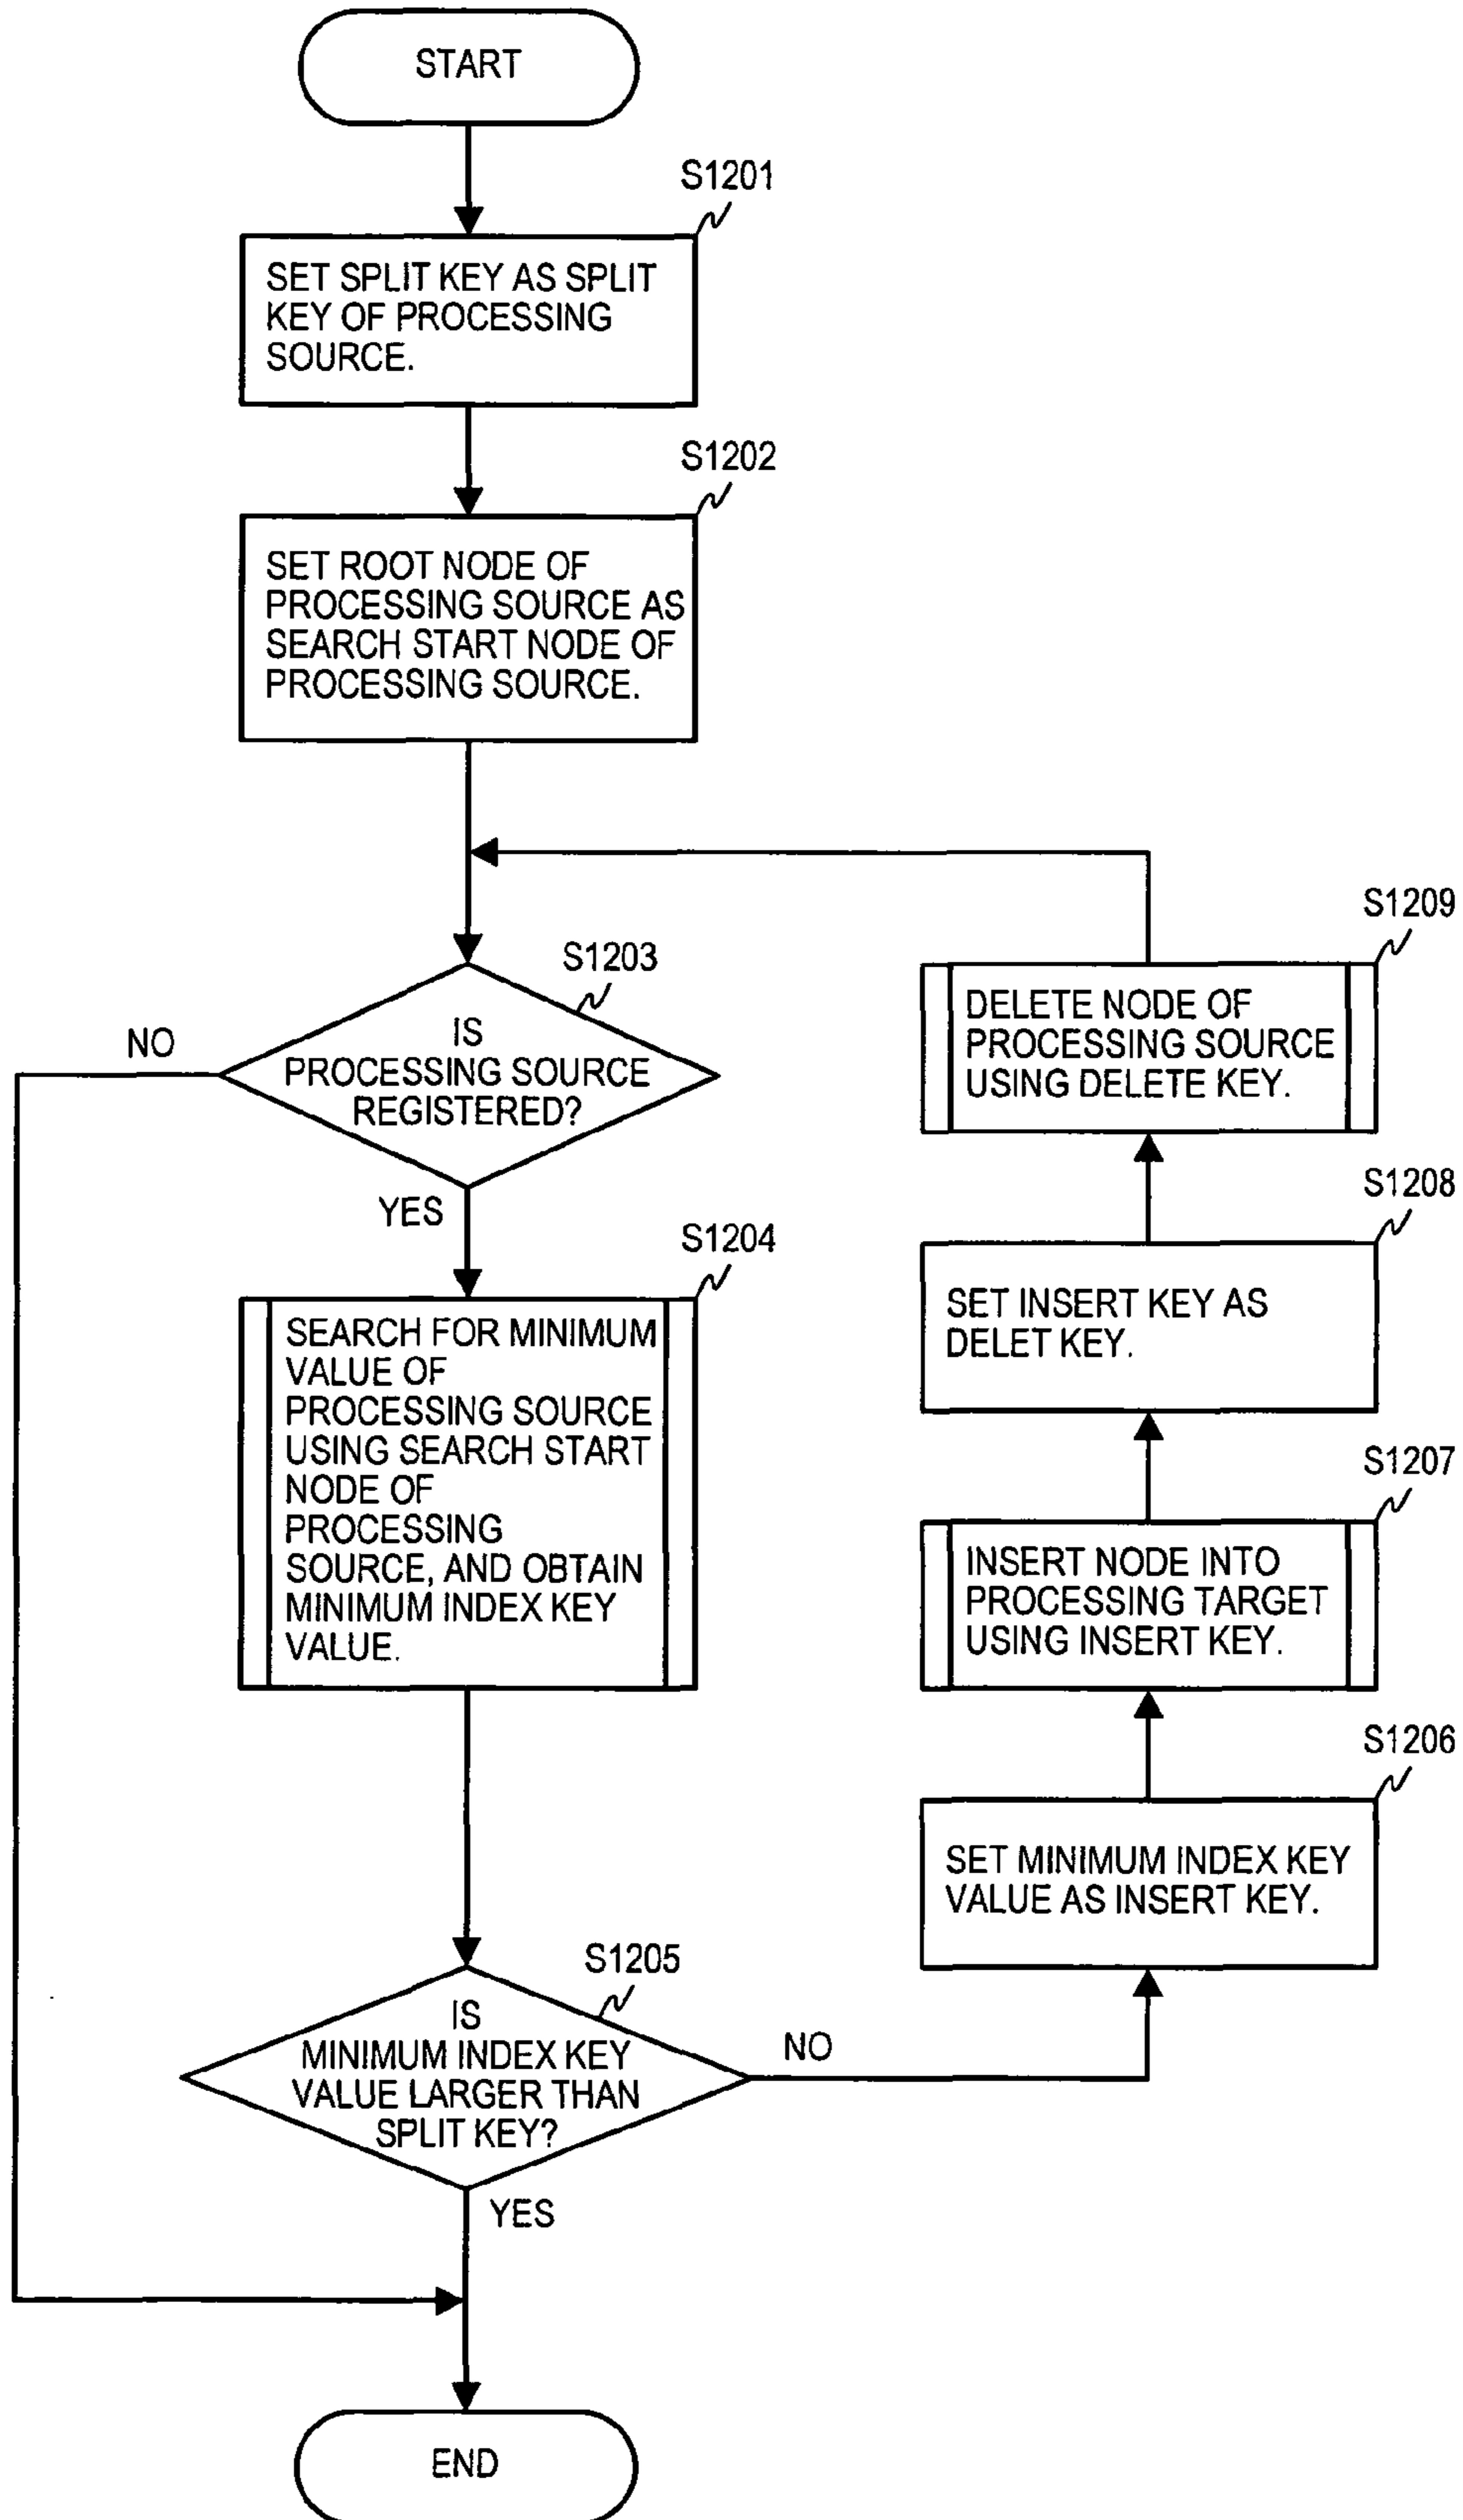 START
S1201
SET SPLIT KEY AS SPLIT
KEY OF PROCESSING
SOURCE.
S1202
SET ROOT NODE OF
PROCESSING SOURCE AS
SEARCH START NODE OF
PROCESSING SOURCE.
S1203
IS
PROCESSING SOURCE
REGISTERED?
NO
YES
S1204
SEARCH FOR MINIMUM
VALUE OF
PROCESSING SOURCE
USING SEARCH START
NODE OF
PROCESSING
SOURCE, AND OBTAIN
MINIMUM INDEX KEY
VALUE.
S1205
IS
MINIMUM INDEX KEY
VALUE LARGER THAN
SPLIT KEY?
NO
YES
S1206
SET MINIMUM INDEX KEY
VALUE AS INSERT KEY.
S1207
INSERT NODE INTO
PROCESSING TARGET
USING INSERT KEY.
S1208
SET INSERT KEY AS
DELET KEY.
S1209
DELETE NODE OF
PROCESSING SOURCE
USING DELETE KEY.
END